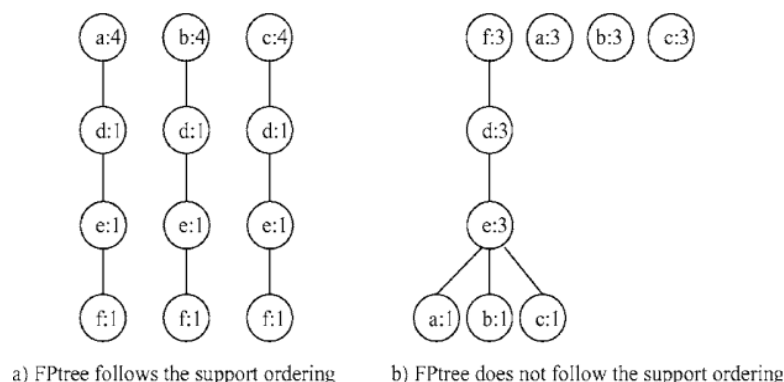 a:4 b:4 c:4 f:3 a:3 b:3 c:3
d:1 d:1 d:1 d:3
e:1 e:1 e:1 e:3
f:1 f:1 f:1 a:1 b:1 c:1
a) FPtree follows the support ordering b) FPtree does not follow the support ordering